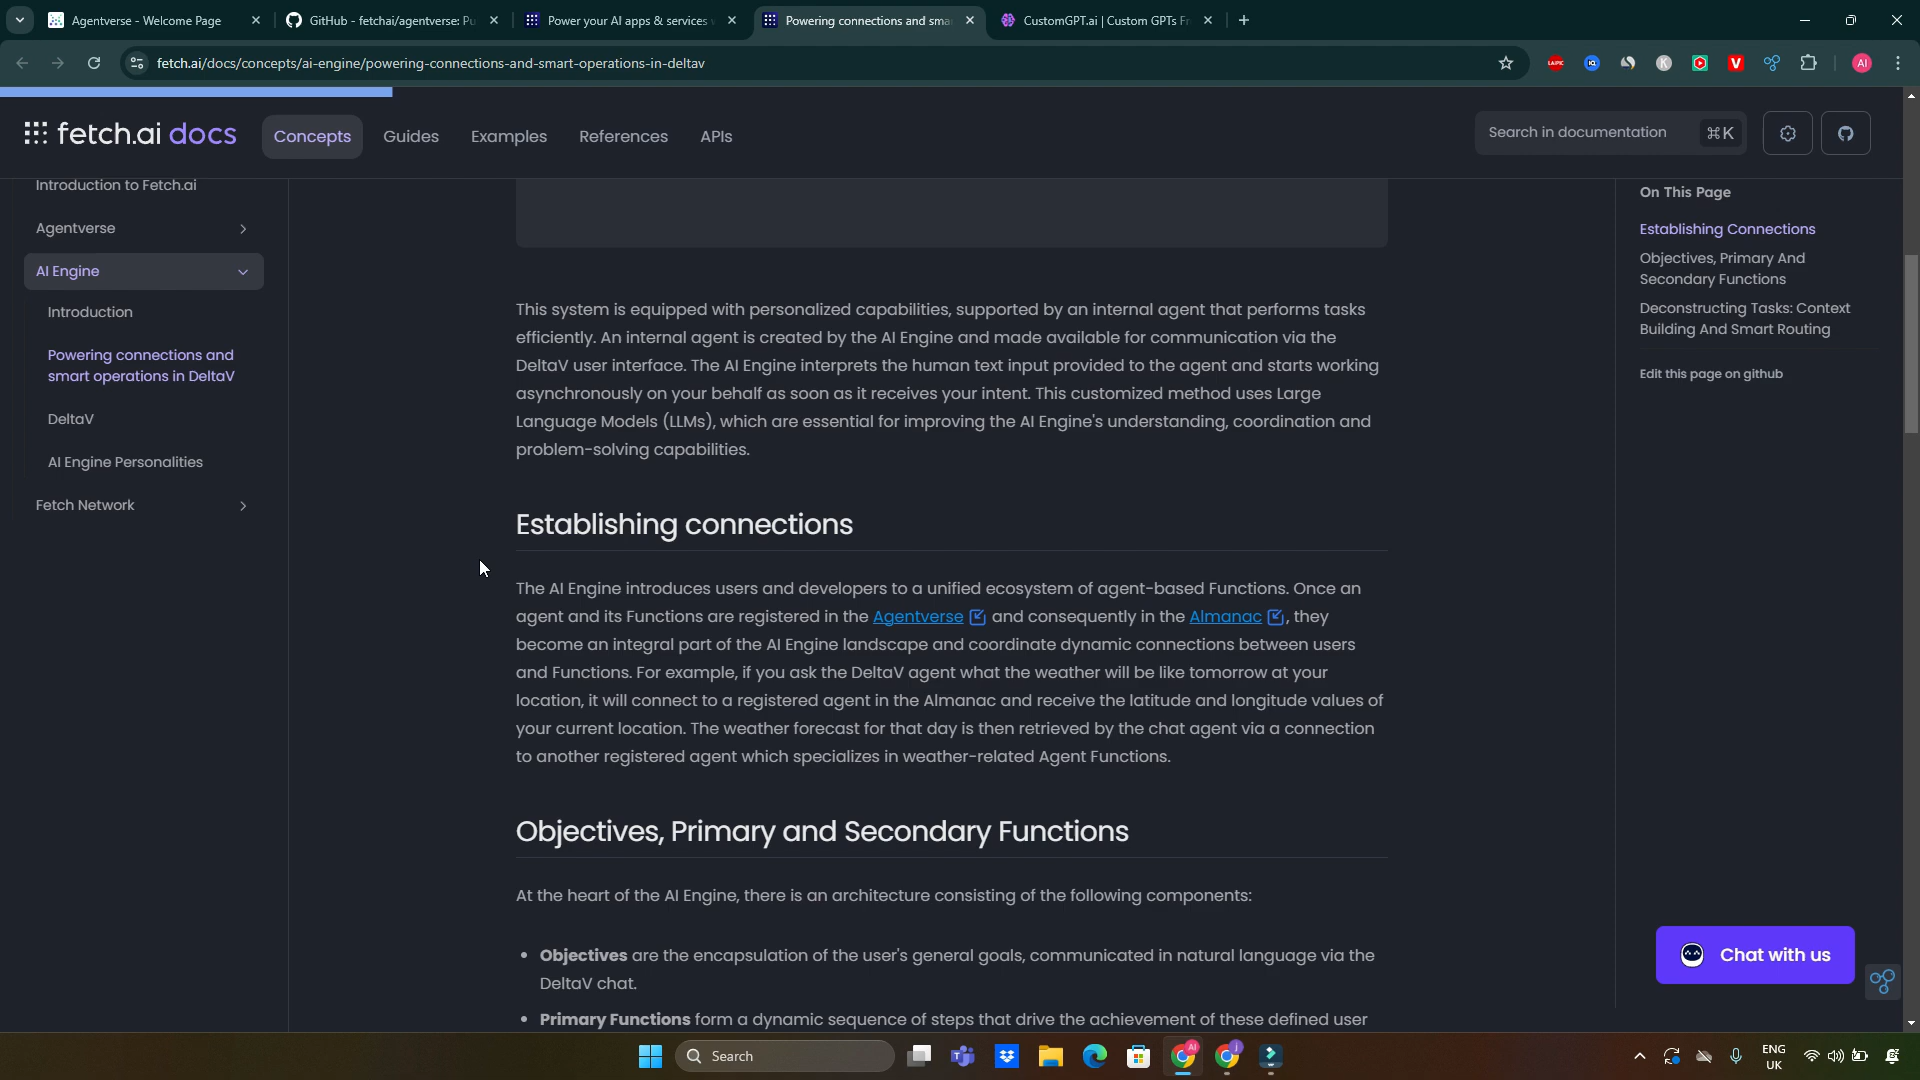 Agentverse - Welcome Page
GitHub - fetchai/agentverse: Pu
Power your AI apps & services
Powering connections and sma
CustomGPT.ai | Custom GPTs Fr
fetch.ai/docs/concepts/ai-engine/powering-connections-and-smart-operations-in-deltav
AI
fetch.ai docs
Concepts
Guides
Examples
References
APIs
Search in documentation
⌘K
Introduction to Fetch.ai
Agentverse
AI Engine
Introduction
Powering connections and
smart operations in DeltaV
DeltaV
AI Engine Personalities
Fetch Network
This system is equipped with personalized capabilities, supported by an internal agent that performs tasks
efficiently. An internal agent is created by the AI Engine and made available for communication via the
DeltaV user interface. The AI Engine interprets the human text input provided to the agent and starts working
asynchronously on your behalf as soon as it receives your intent. This customized method uses Large
Language Models (LLMs), which are essential for improving the AI Engine's understanding, coordination and
problem-solving capabilities.
Establishing connections
The AI Engine introduces users and developers to a unified ecosystem of agent-based Functions. Once an
agent and its Functions are registered in the Agentverse and consequently in the Almanac , they
become an integral part of the AI Engine landscape and coordinate dynamic connections between users
and Functions. For example, if you ask the DeltaV agent what the weather will be like tomorrow at your
location, it will connect to a registered agent in the Almanac and receive the latitude and longitude values of
your current location. The weather forecast for that day is then retrieved by the chat agent via a connection
to another registered agent which specializes in weather-related Agent Functions.
Objectives, Primary and Secondary Functions
At the heart of the AI Engine, there is an architecture consisting of the following components:
• Objectives are the encapsulation of the user's general goals, communicated in natural language via the
DeltaV chat.
• Primary Functions form a dynamic sequence of steps that drive the achievement of these defined user
On This Page
Establishing Connections
Objectives, Primary And
Secondary Functions
Deconstructing Tasks: Context
Building And Smart Routing
Edit this page on github
Chat with us
Search
ENG
UK